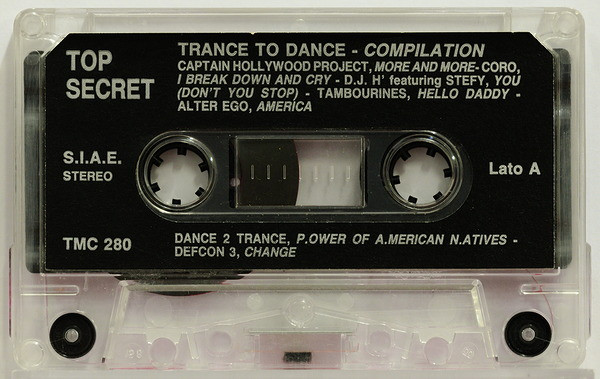 TOP
SECRET
TRANCE TO DANCE - COMPILATION
CAPTAIN HOLLYWOOD PROJECT, MORE AND MORE- CORO,
I BREAK DOWN AND CRY - D.J. H' featuring STEFY, YOU
(DON'T YOU STOP) - TAMBOURINES, HELLO DADDY -
ALTER EGO, AMERICA
S.I.A.E.
STEREO
Lato A
TMC 280
DANCE 2 TRANCE, P.OWER OF A.MERICAN N.ATIVES -
DEFCON 3, CHANGE